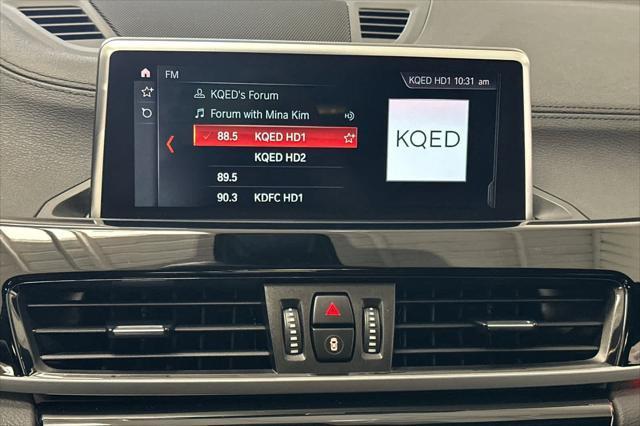 FM
KQED HD1 10:31 am
KQED's Forum
Forum with Mina Kim
88.5 KQED HD1
KQED HD2
89.5
90.3 KDFC HD1
KQED